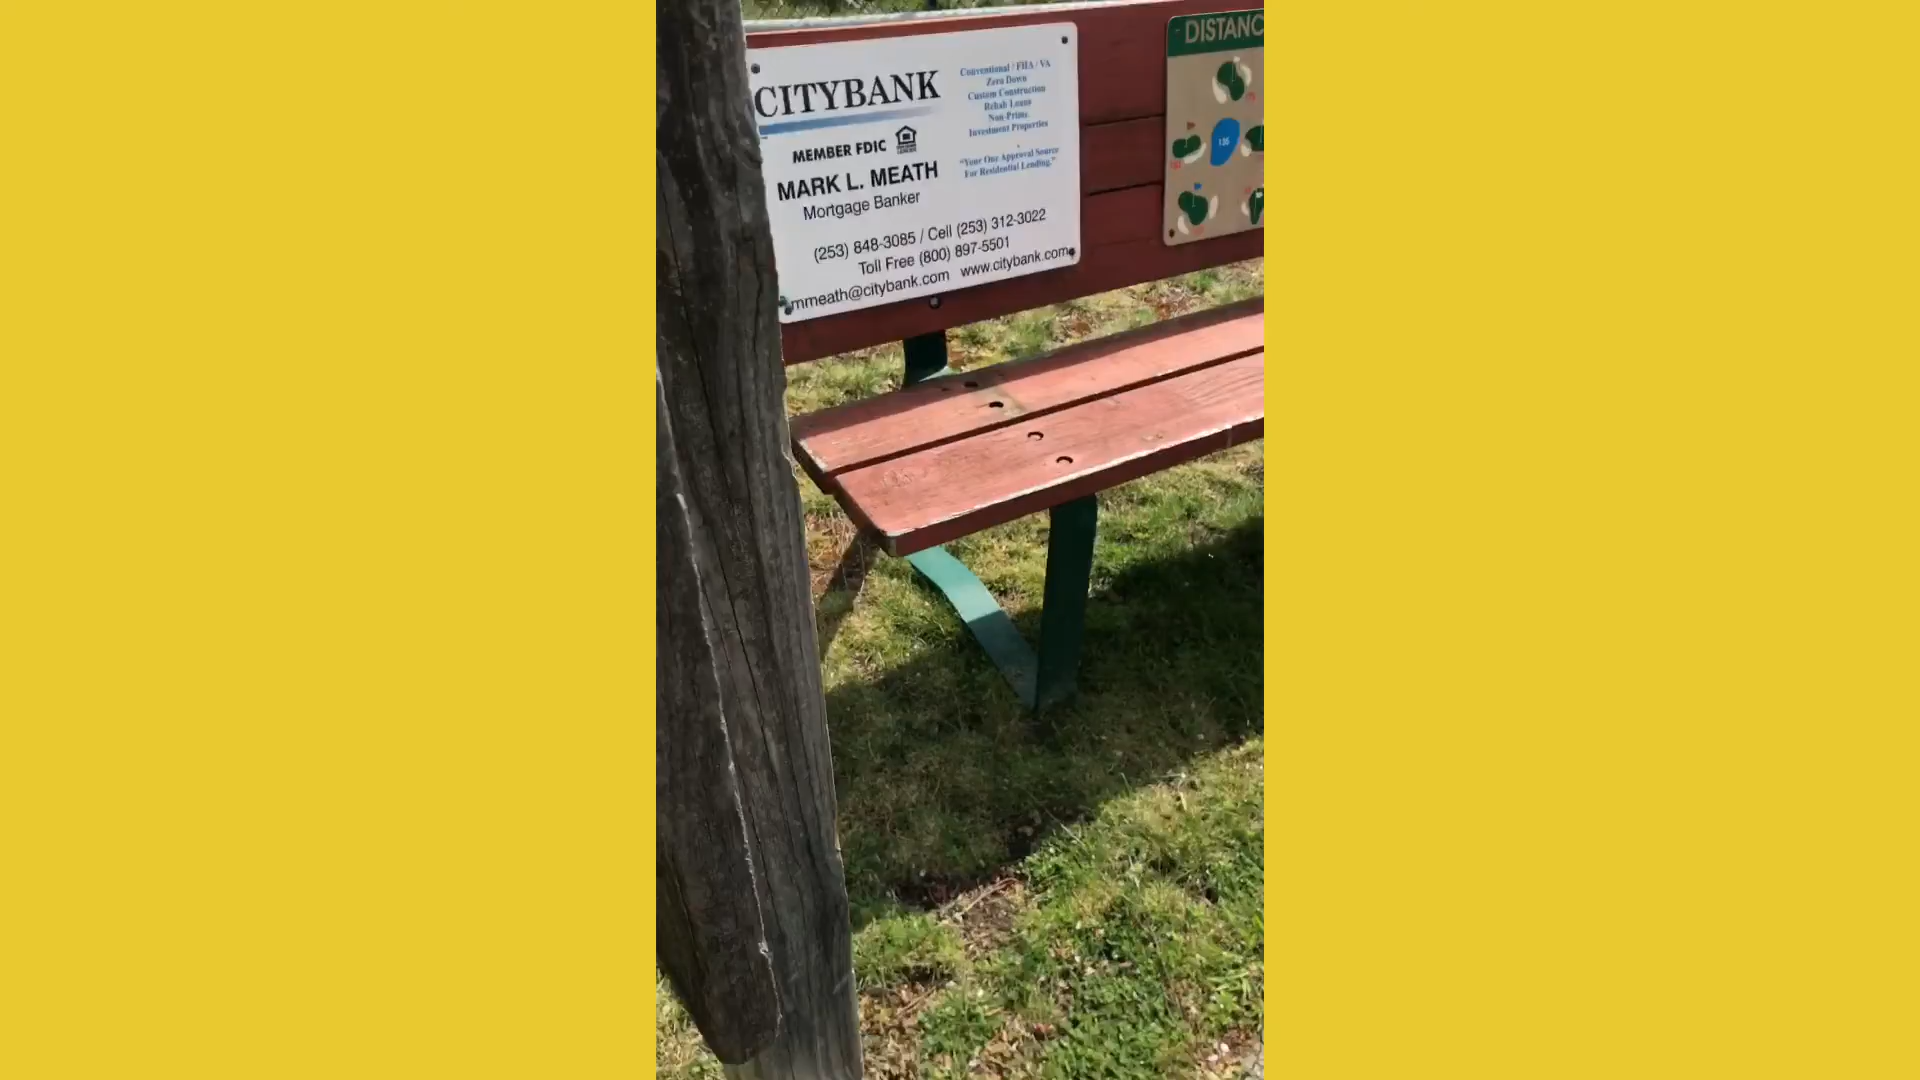 CITYBANK
MEMBER FDIC
MARK L. MEATH
Mortgage Banker
Conventional / FHA / VA
Zero Down
Custom Construction
Rehab Loans
Non-Prime
Investment Properties
"Your One Approval Source
For Residential Lending."
(253) 848-3085 / Cell (253) 312-3022
Toll Free (800) 897-5501
mmeath@citybank.com www.citybank.com
DISTANC